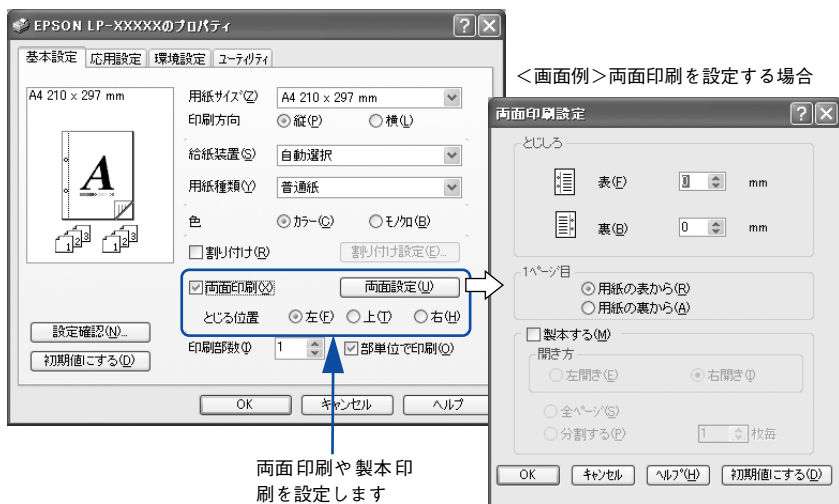 EPSON LP-XXXXXのプロパティ
基本設定 応用設定 環境設定 ユーティリティ
A4 210 x 297 mm
A
1 2 3
1 2 3
設定確認(N)...
初期値にする(D)
用紙サイズ(Z) A4 210 x 297 mm
印刷方向 縦(P) 横(L)
給紙装置(S) 自動選択
用紙種類(Y) 普通紙
色 カラー(C) モノクロ(B)
割り付け(R) 割り付け設定(E)...
両面印刷(X) 両面設定(U)
とじる位置 左(F) 上(T) 右(H)
印刷部数(I) 1 部単位で印刷(O)
OK キャンセル ヘルプ
両面印刷や製本印
刷を設定します
＜画面例＞両面印刷を設定する場合
両面印刷設定
とじしろ
表(F) 0 mm
裏(B) 0 mm
1ページ目
用紙の表から(R)
用紙の裏から(A)
製本する(M)
開き方
左開き(E) 右開き(I)
全ページ(S)
分割する(P) 1 枚毎
OK キャンセル ヘルプ(H) 初期値にする(D)